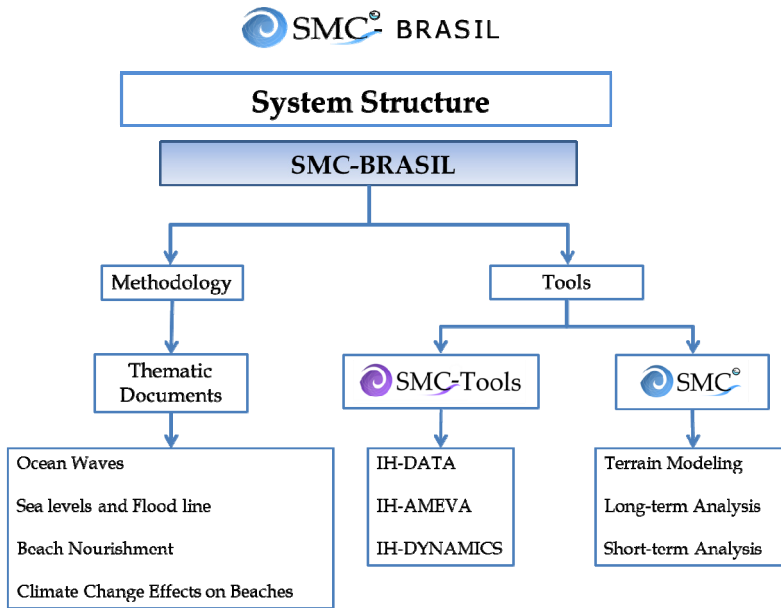 SMC - BRASIL
System Structure
SMC-BRASIL
Methodology
Tools
Thematic
Documents
SMC-Tools
SMC
Ocean Waves
Sea levels and Flood line
Beach Nourishment
Climate Change Effects on Beaches
IH-DATA
IH-AMEVA
IH-DYNAMICS
Terrain Modeling
Long-term Analysis
Short-term Analysis